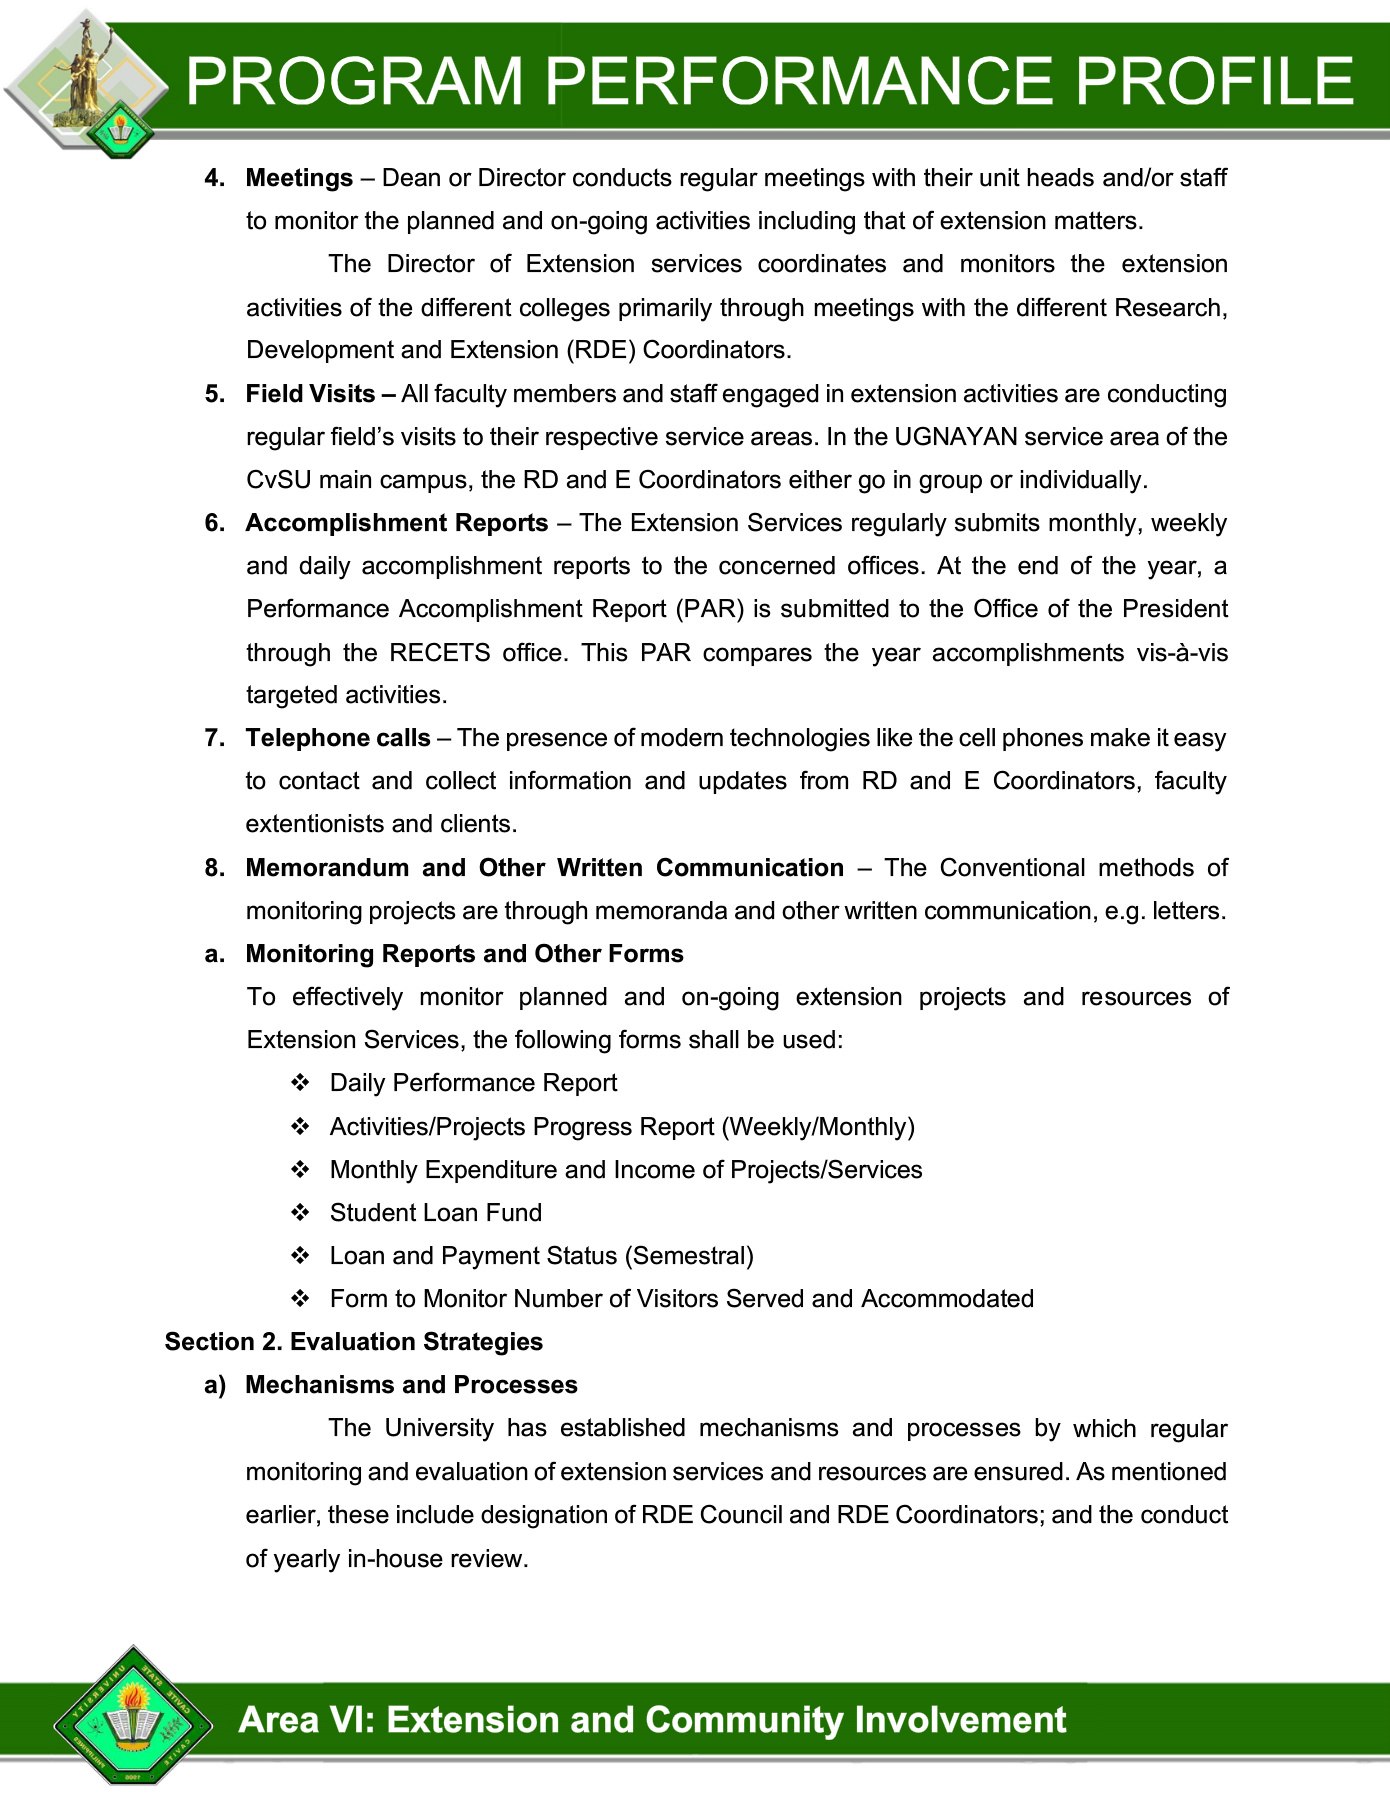 PROGRAM PERFORMANCE PROFILE
4. Meetings – Dean or Director conducts regular meetings with their unit heads and/or staff
to monitor the planned and on-going activities including that of extension matters.
The Director of Extension services coordinates and monitors the extension
activities of the different colleges primarily through meetings with the different Research,
Development and Extension (RDE) Coordinators.
5. Field Visits – All faculty members and staff engaged in extension activities are conducting
regular field’s visits to their respective service areas. In the UGNAYAN service area of the
CvSU main campus, the RD and E Coordinators either go in group or individually.
6. Accomplishment Reports – The Extension Services regularly submits monthly, weekly
and daily accomplishment reports to the concerned offices. At the end of the year, a
Performance Accomplishment Report (PAR) is submitted to the Office of the President
through the RECETS office. This PAR compares the year accomplishments vis-à-vis
targeted activities.
7. Telephone calls – The presence of modern technologies like the cell phones make it easy
to contact and collect information and updates from RD and E Coordinators, faculty
extentionists and clients.
8. Memorandum and Other Written Communication – The Conventional methods of
monitoring projects are through memoranda and other written communication, e.g. letters.
a. Monitoring Reports and Other Forms
To effectively monitor planned and on-going extension projects and resources of
Extension Services, the following forms shall be used:
❖ Daily Performance Report
❖ Activities/Projects Progress Report (Weekly/Monthly)
❖ Monthly Expenditure and Income of Projects/Services
❖ Student Loan Fund
❖ Loan and Payment Status (Semestral)
❖ Form to Monitor Number of Visitors Served and Accommodated
Section 2. Evaluation Strategies
a) Mechanisms and Processes
The University has established mechanisms and processes by which regular
monitoring and evaluation of extension services and resources are ensured. As mentioned
earlier, these include designation of RDE Council and RDE Coordinators; and the conduct
of yearly in-house review.
CAVITE STATE UNIVERSITY
CAVITE PHILIPPINES
Area VI: Extension and Community Involvement